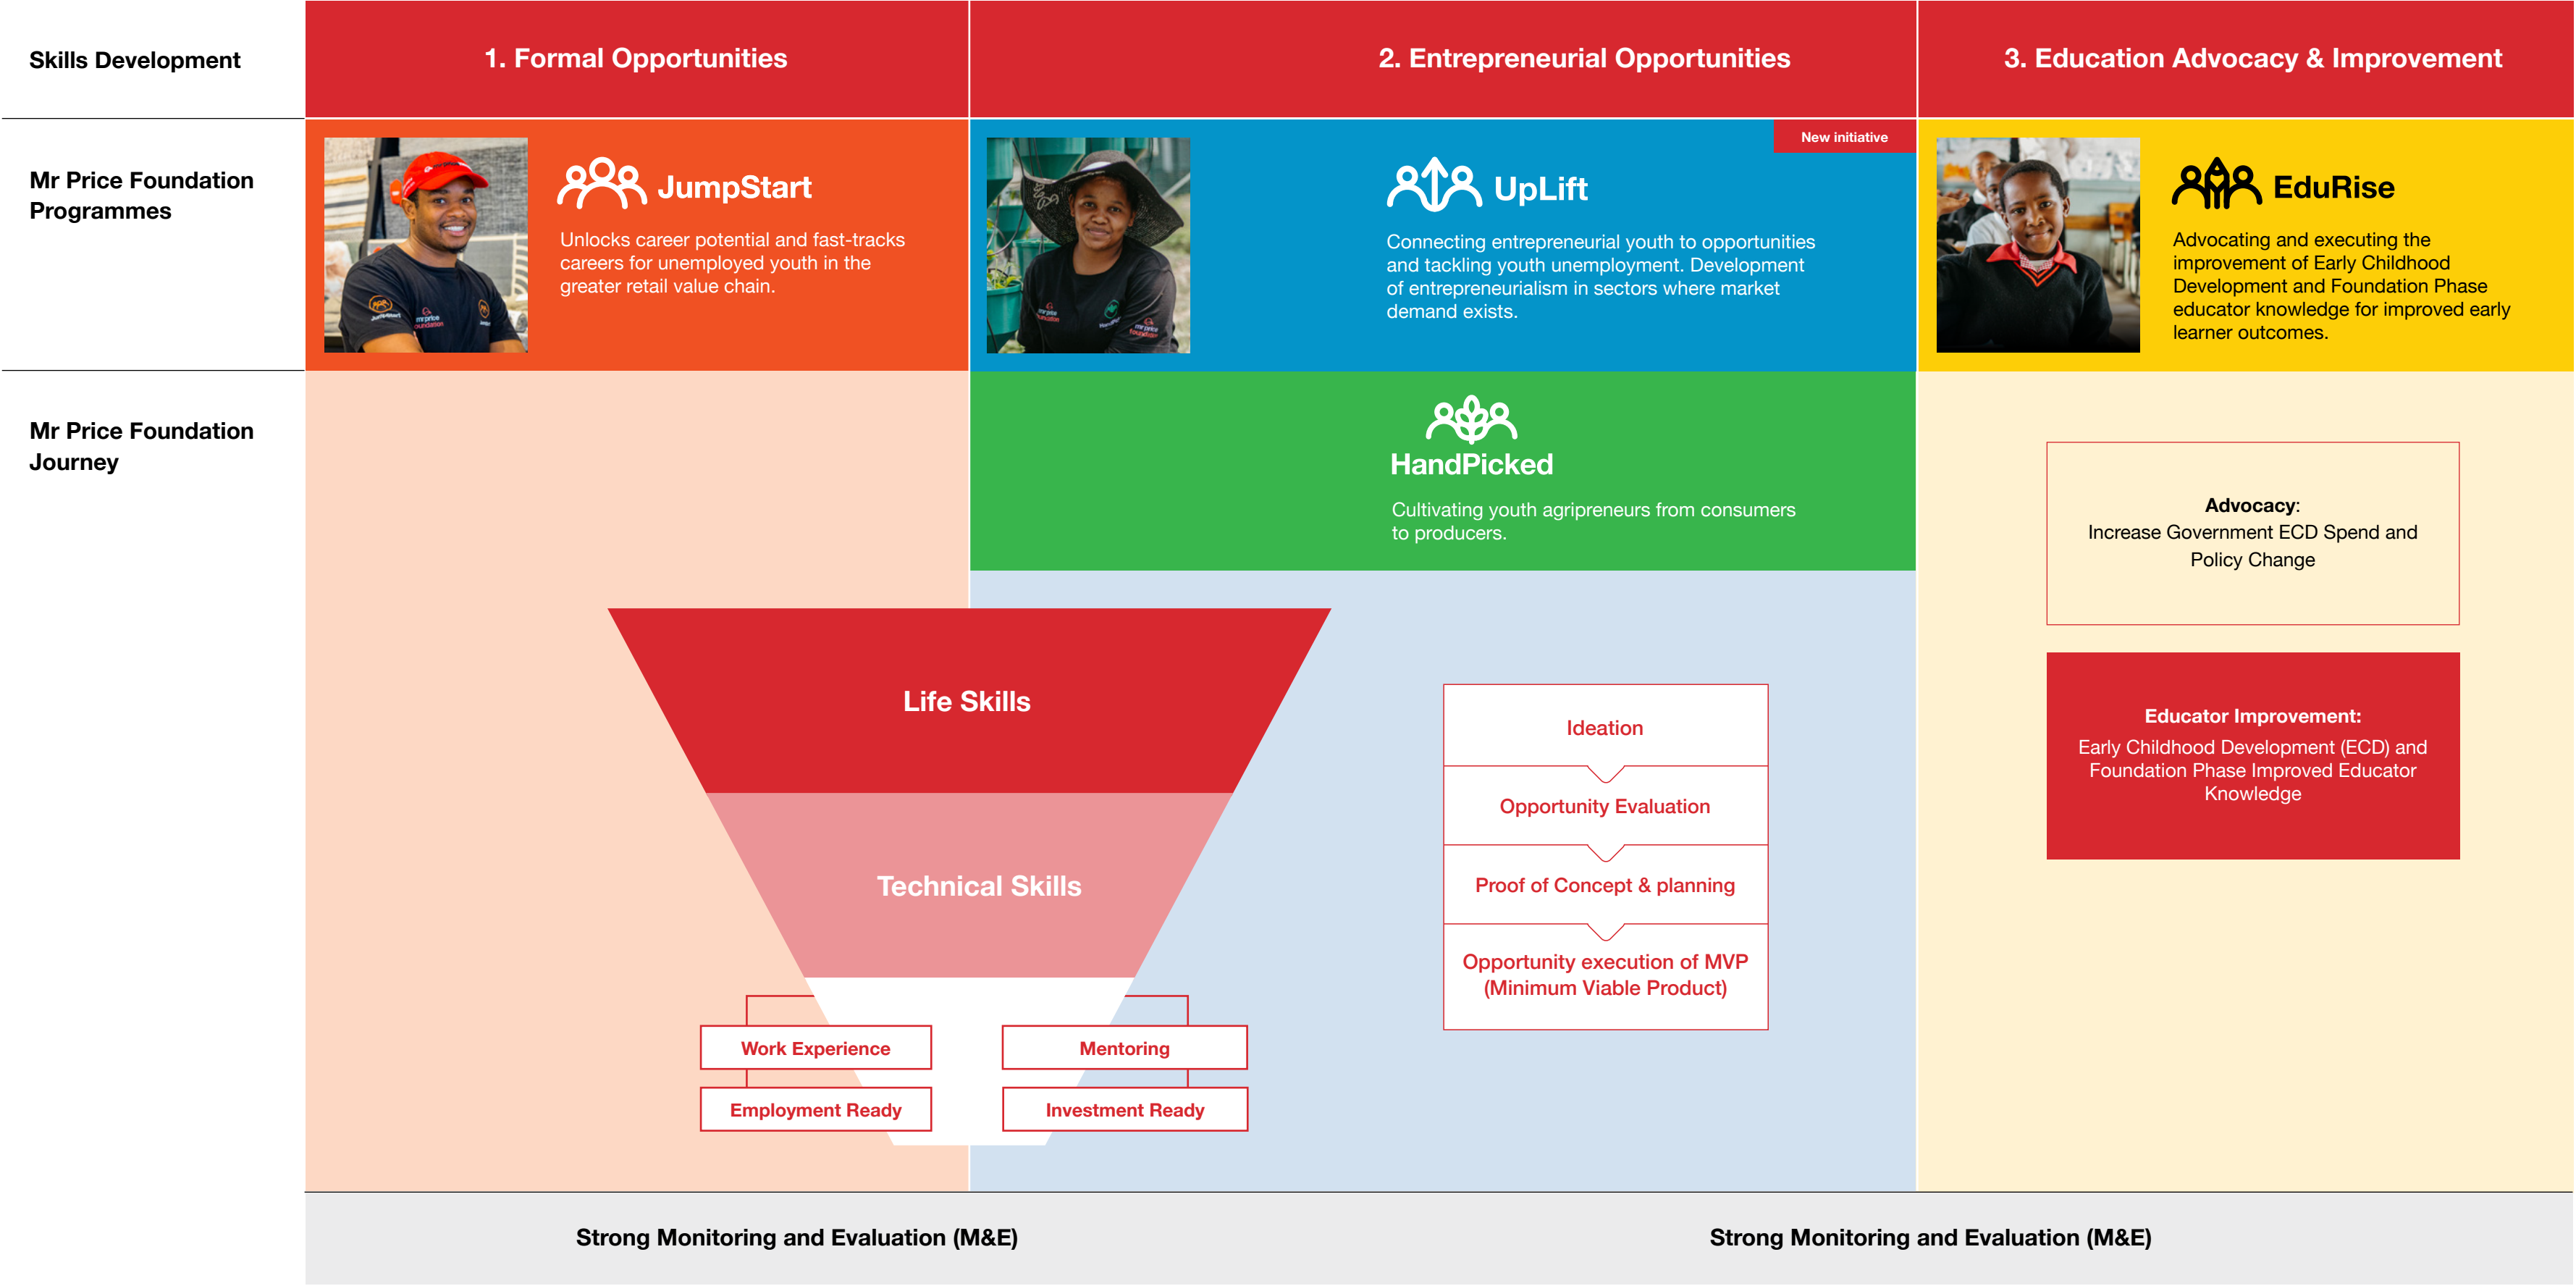 Skills Development
1. Formal Opportunities
2. Entrepreneurial Opportunities
3. Education Advocacy & Improvement
Mr Price Foundation
Programmes
JumpStart
Unlocks career potential and fast-tracks
careers for unemployed youth in the
greater retail value chain.
New initiative
UpLift
Connecting entrepreneurial youth to opportunities
and tackling youth unemployment. Development
of entrepreneurialism in sectors where market
demand exists.
EduRise
Advocating and executing the
improvement of Early Childhood
Development and Foundation Phase
educator knowledge for improved early
learner outcomes.
Mr Price Foundation
Journey
HandPicked
Cultivating youth agripreneurs from consumers
to producers.
Life Skills
Technical Skills
Work Experience
Employment Ready
Mentoring
Investment Ready
Ideation
Opportunity Evaluation
Proof of Concept & planning
Opportunity execution of MVP
(Minimum Viable Product)
Advocacy:
Increase Government ECD Spend and
Policy Change
Educator Improvement:
Early Childhood Development (ECD) and
Foundation Phase Improved Educator
Knowledge
Strong Monitoring and Evaluation (M&E)
Strong Monitoring and Evaluation (M&E)